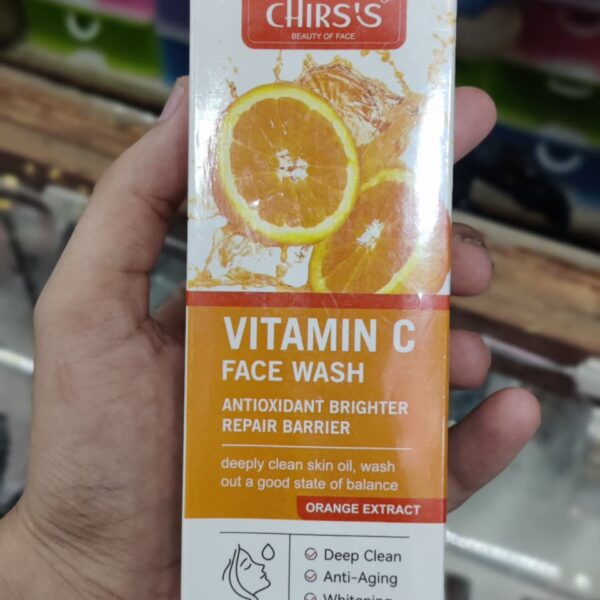 CHIRS'S
BEAUTY OF FACE
VITAMIN C
FACE WASH
ANTIOXIDANT BRIGHTER
REPAIR BARRIER
deeply clean skin oil, wash
out a good state of balance
ORANGE EXTRACT
Deep Clean
Anti-Aging
Whitening